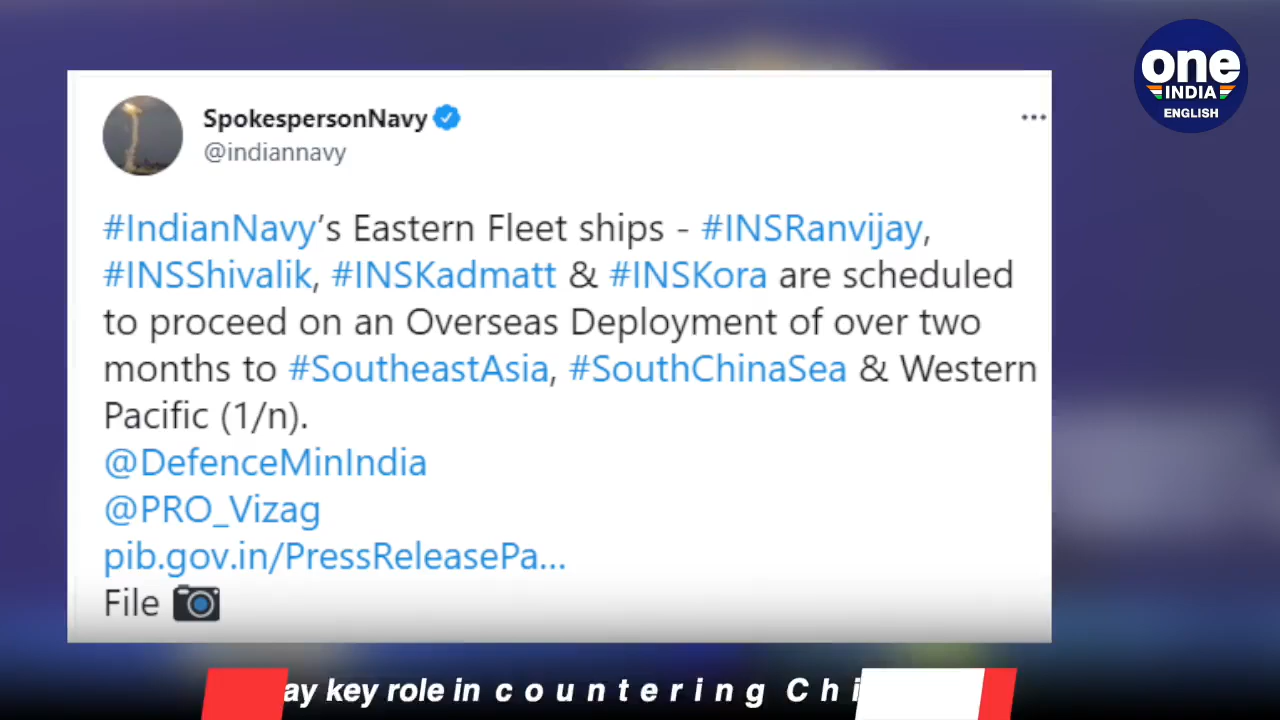 one
INDIA
ENGLISH
SpokespersonNavy
@indiannavy
#IndianNavy's Eastern Fleet ships - #INSRanvijay,
#INSShivalik, #INSKadmatt & #INSKora are scheduled
to proceed on an Overseas Deployment of over two
months to #SoutheastAsia, #SouthChinaSea & Western
Pacific (1/n).
@DefenceMinIndia
@PRO_Vizag
pib.gov.in/PressReleasePa...
File
key role in countering